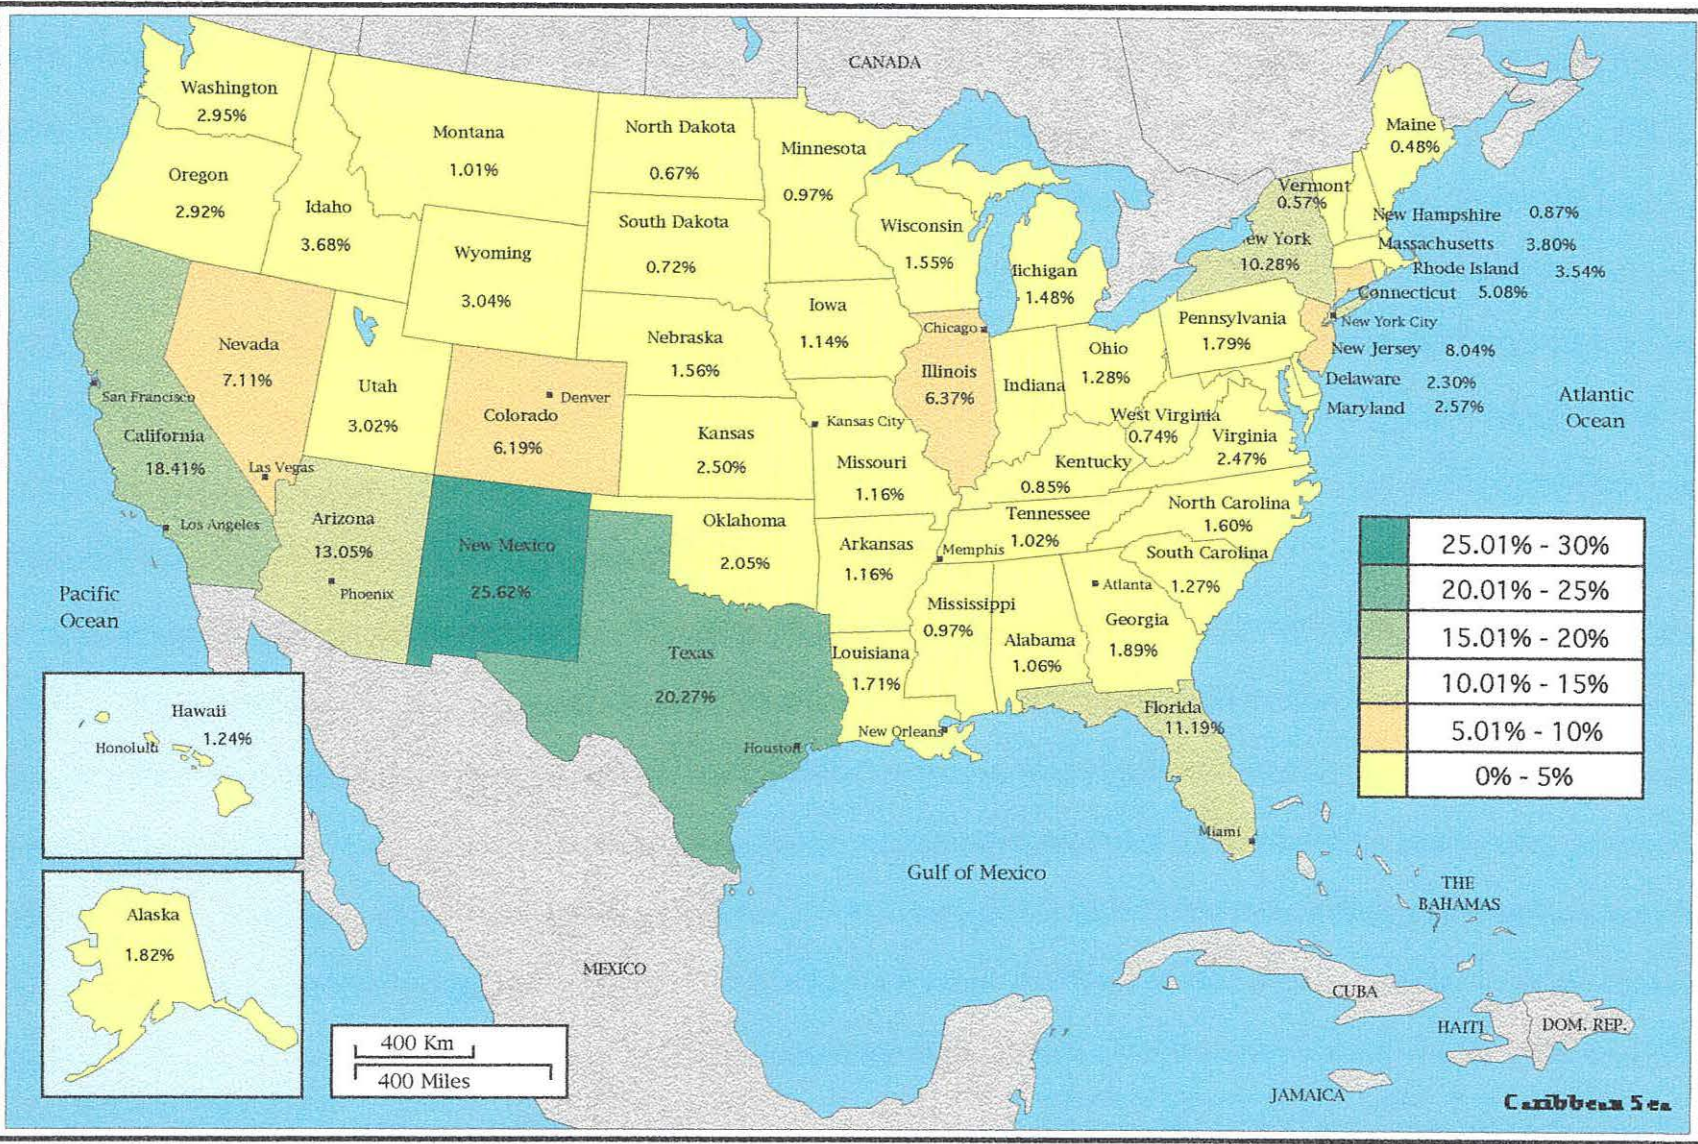 CANADA
Washington
2.95%
Montana
1.01%
North Dakota
0.67%
Minnesota
0.97%
Maine
0.48%
Oregon
2.92%
Idaho
3.68%
South Dakota
0.72%
Wisconsin
1.55%
Vermont
0.57%
New Hampshire 0.87%
Massachusetts 3.80%
Rhode Island 3.54%
Connecticut 5.08%
Wyoming
3.04%
ichigan
1.48%
ew York
10.28%
New York City
New Jersey 8.04%
Delaware 2.30%
Maryland 2.57%
Atlantic
Ocean
Nevada
7.11%
Las Vegas
Utah
3.02%
Nebraska
1.56%
Iowa
1.14%
Chicago
Illinois
6.37%
Indiana
Ohio
1.28%
Pennsylvania
1.79%
San Francisco
California
18.41%
Los Angeles
Denver
Colorado
6.19%
Kansas
2.50%
Kansas City
Missouri
1.16%
West Virginia
0.74%
Virginia
2.47%
Kentucky
0.85%
Arizona
13.05%
Phoenix
New Mexico
25.62%
Oklahoma
2.05%
Arkansas
1.16%
Tennessee
1.02%
Memphis
North Carolina
1.60%
South Carolina
1.27%
Pacific
Ocean
Texas
20.27%
Houston
Louisiana
1.71%
New Orleans
Mississippi
0.97%
Alabama
1.06%
Atlanta
Georgia
1.89%
Florida
11.19%
Miami
25.01% - 30%
20.01% - 25%
15.01% - 20%
10.01% - 15%
5.01% - 10%
0% - 5%
Hawaii
1.24%
Honolulu
Alaska
1.82%
400 Km
400 Miles
MEXICO
Gulf of Mexico
THE
BAHAMAS
CUBA
HAITI
DOM. REP.
JAMAICA
Caribbean Sea